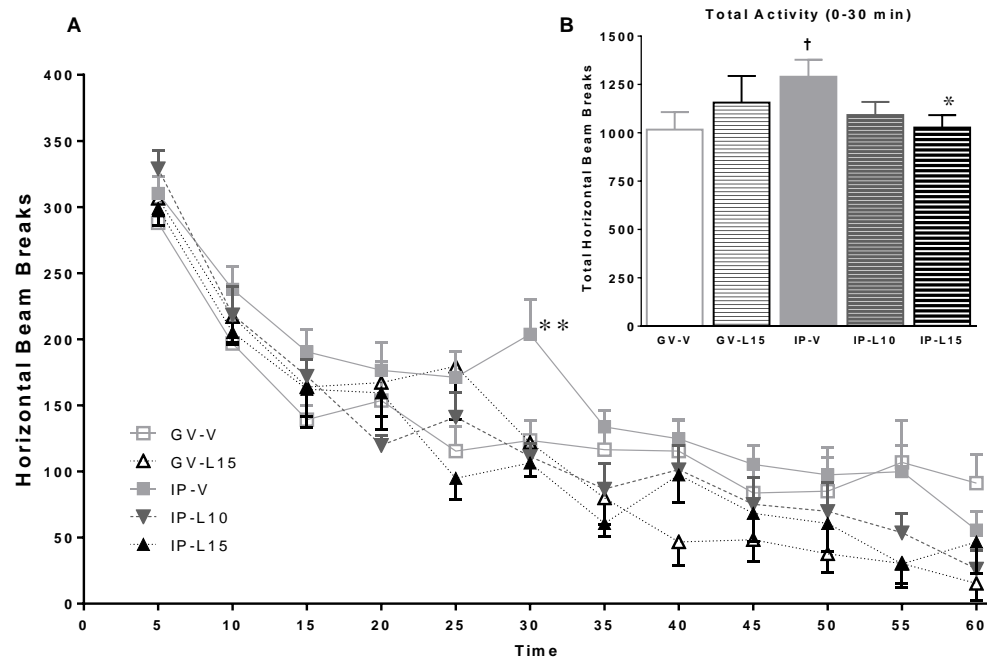 A
B
Total Activity (0-30 min)
Total Horizontal Beam Breaks
1500
1250
1000
750
500
250
0
†
*
GV-V GV-L15 IP-V IP-L10 IP-L15
Horizontal Beam Breaks
400
350
300
250
200
150
100
50
0
**
GV-V
GV-L15
IP-V
IP-L10
IP-L15
0 5 10 15 20 25 30 35 40 45 50 55 60
Time